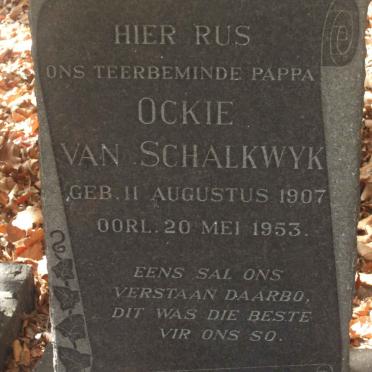 HIER RUS
ONS TEERBEMINDE PAPPA
OCKIE
VAN SCHALKWYK
GEB. 11 AUGUSTUS 1907
OORL. 20 MEI 1953.
EENS SAL ONS
VERSTAAN DAARBO,
DIT WAS DIE BESTE
VIR ONS SO.